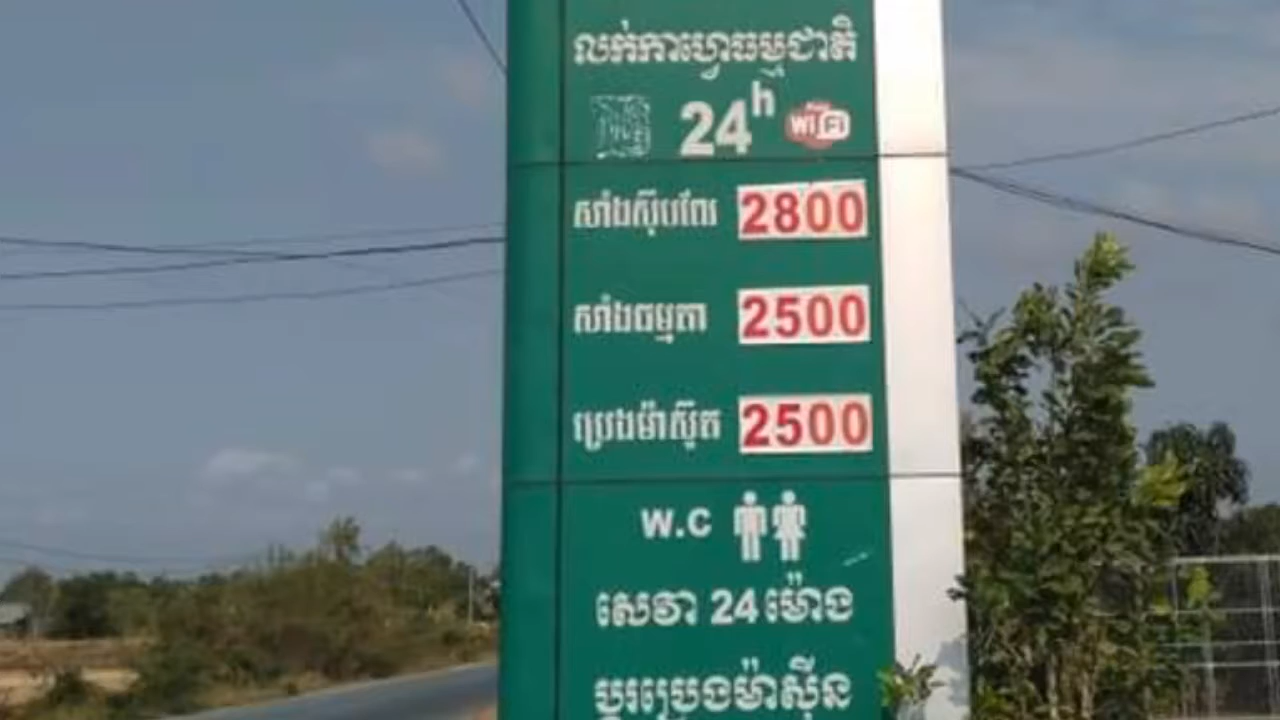 លក់កាហ្វេធម្មជាតិ
24h WiFi
សាំងស៊ុបពែរ 2800
សាំងធម្មតា 2500
ប្រេងម៉ាស៊ូត 2500
W.C
សេវា 24 ម៉ោង
ប្តូរប្រេងម៉ាស៊ីន